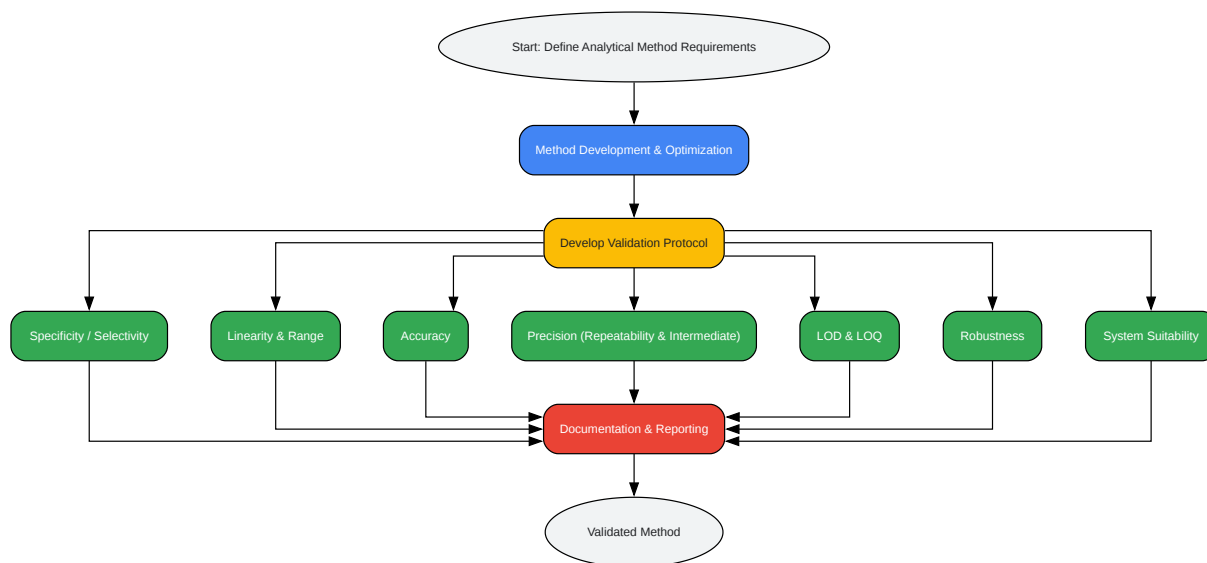 Start: Define Analytical Method Requirements
Method Development & Optimization
Develop Validation Protocol
Specificity / Selectivity
Linearity & Range
Accuracy
Precision (Repeatability & Intermediate)
LOD & LOQ
Robustness
System Suitability
Documentation & Reporting
Validated Method